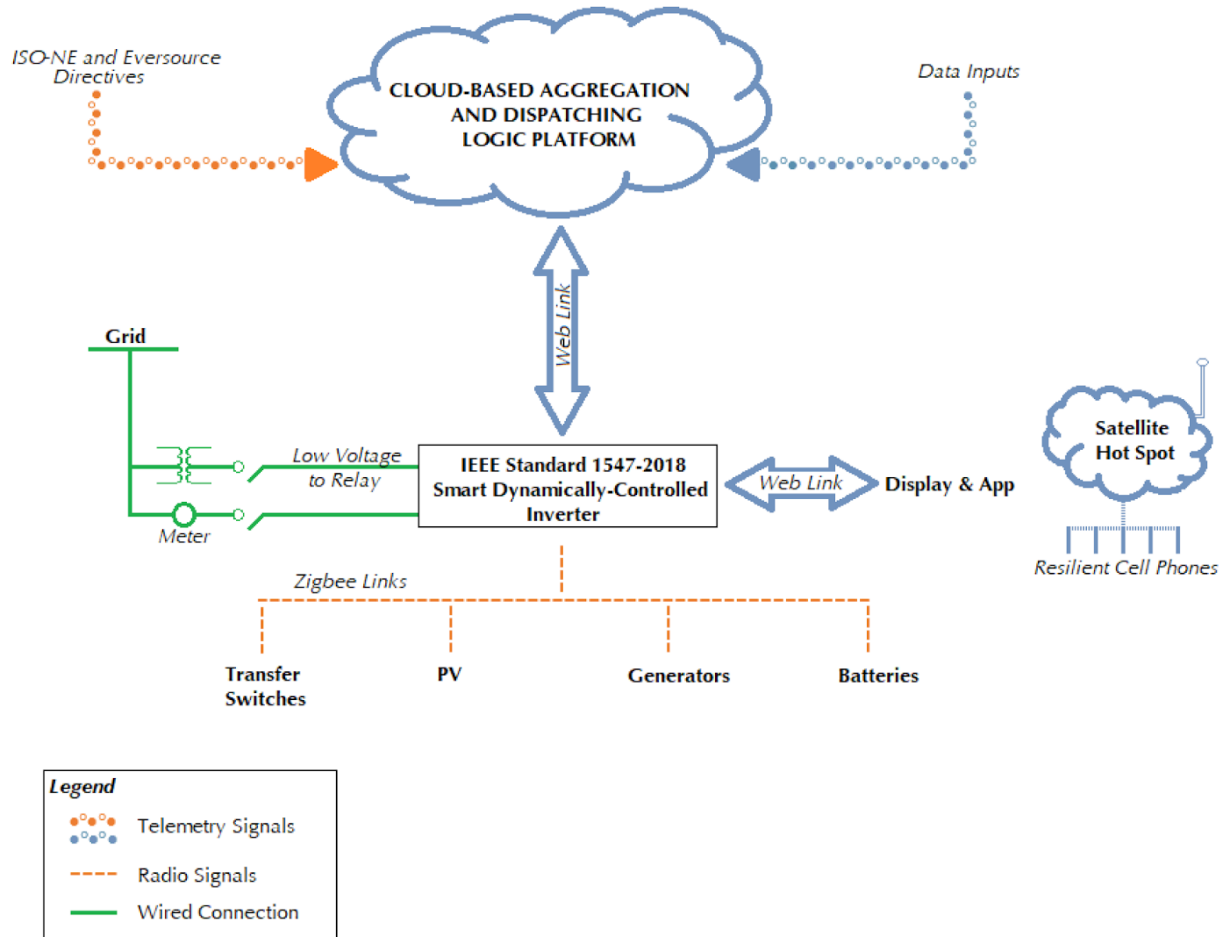 ISO-NE and Eversource
Directives
CLOUD-BASED AGGREGATION
AND DISPATCHING
LOGIC PLATFORM
Data Inputs
Web Link
Grid
Low Voltage
to Relay
Meter
IEEE Standard 1547-2018
Smart Dynamically-Controlled
Inverter
Web Link
Display & App
Satellite
Hot Spot
Resilient Cell Phones
Zigbee Links
Transfer
Switches
PV
Generators
Batteries
Legend
Telemetry Signals
Radio Signals
Wired Connection